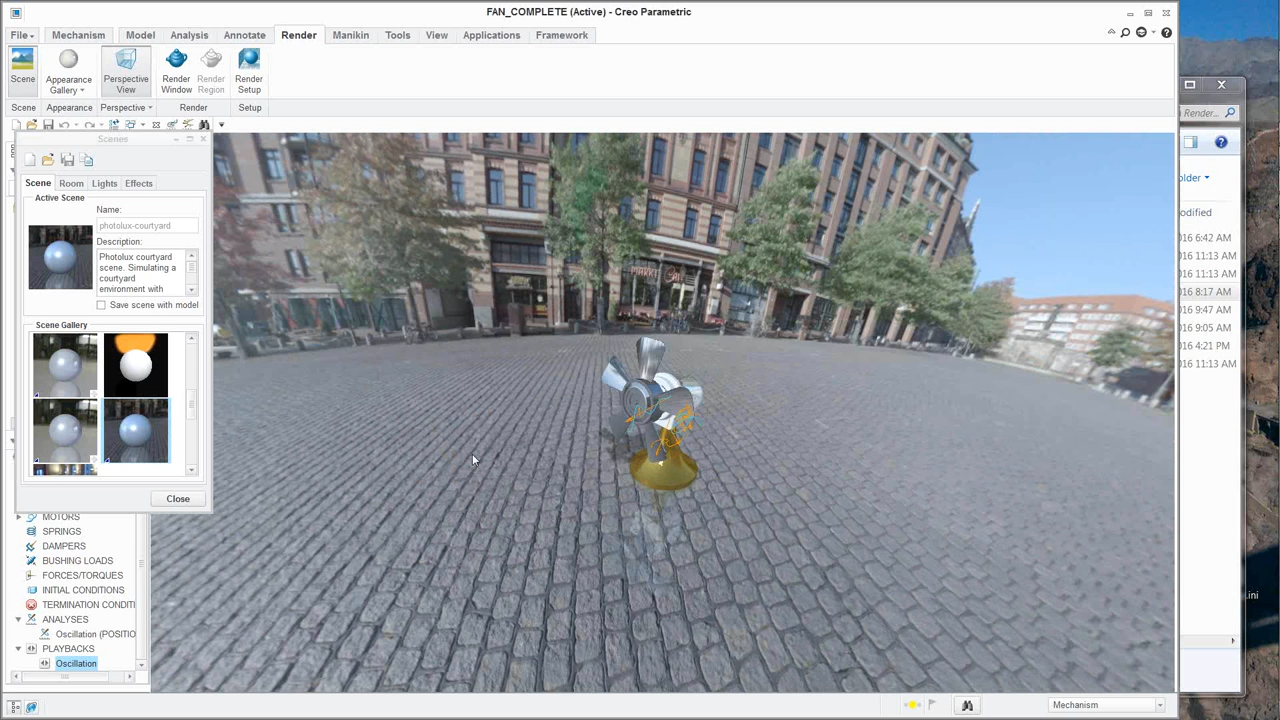 FAN_COMPLETE (Active) - Creo Parametric
File Mechanism Model Analysis Annotate Render Manikin Tools View Applications Framework
Scene Appearance Gallery Perspective View Render Window Render Region Render Setup
Scene Appearance Perspective Render Setup
Render...
Scenes
Scene Room Lights Effects
Active Scene
Name:
photolux-courtyard
Description:
Photolux courtyard
scene. Simulating a
courtyard
environment with
Save scene with model
Scene Gallery
Close
MOTORS
SPRINGS
DAMPERS
BUSHING LOADS
FORCES/TORQUES
INITIAL CONDITIONS
TERMINATION CONDITI
ANALYSES
Oscillation (POSITIO
PLAYBACKS
Oscillation
MARKET
older
odified
016 6:42 AM
016 11:13 AM
016 11:13 AM
016 8:17 AM
016 9:47 AM
016 9:05 AM
016 4:21 PM
016 11:13 AM
.ini
Mechanism